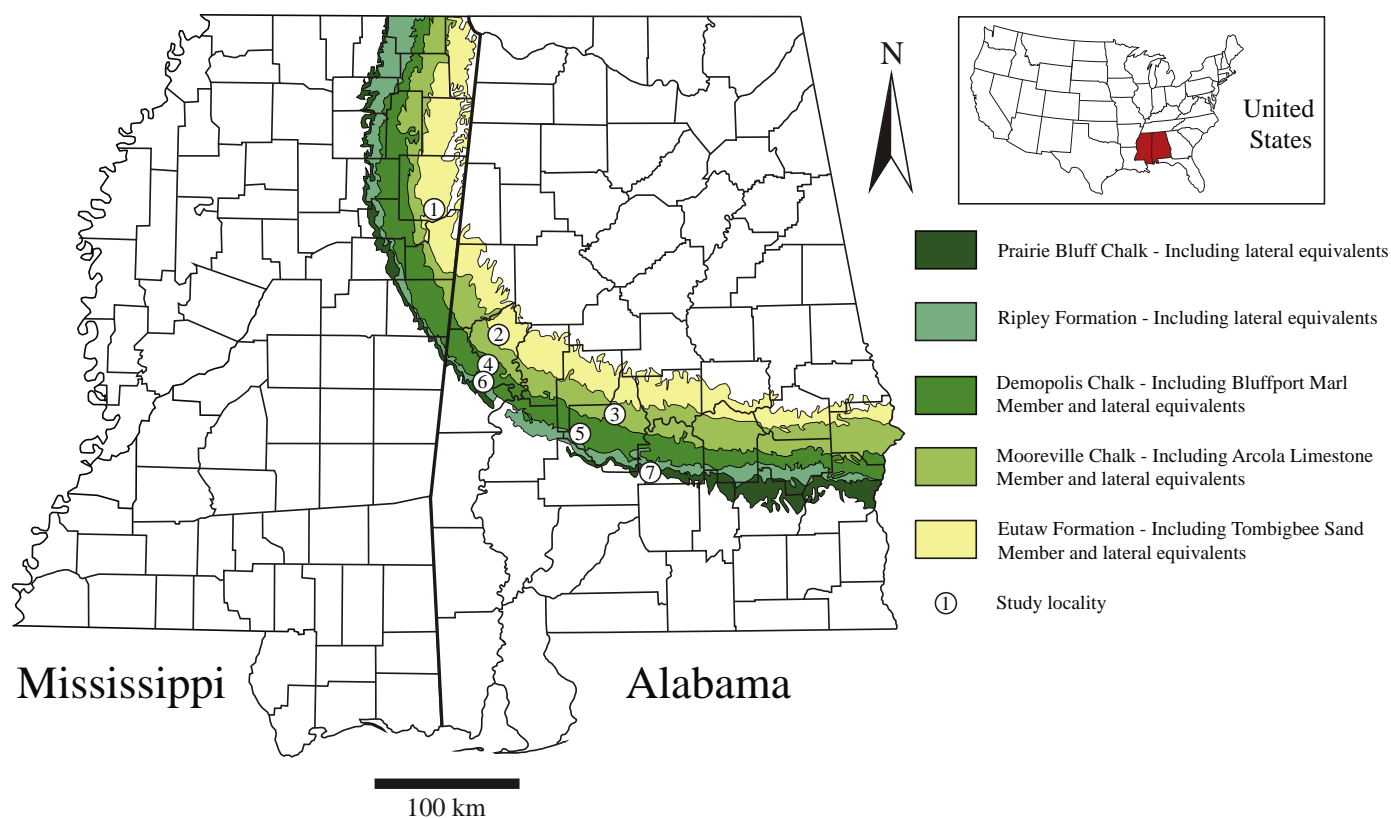 N
United
States
Prairie Bluff Chalk - Including lateral equivalents
Ripley Formation - Including lateral equivalents
Demopolis Chalk - Including Bluffport Marl
Member and lateral equivalents
Mooreville Chalk - Including Arcola Limestone
Member and lateral equivalents
Eutaw Formation - Including Tombigbee Sand
Member and lateral equivalents
1 Study locality
1
2
4
6
3
5
7
Mississippi
Alabama
100 km